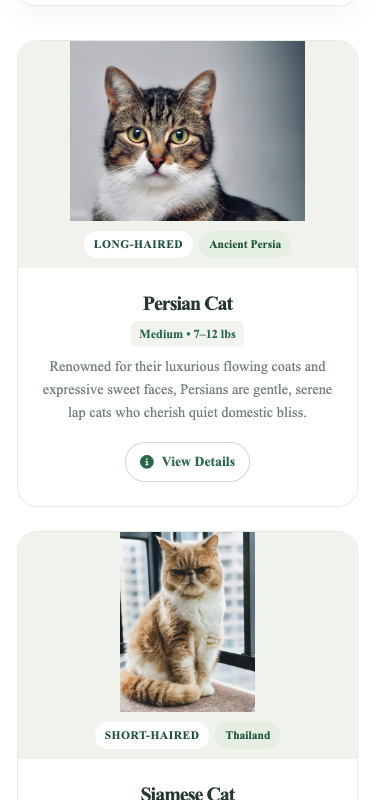 LONG-HAIRED
Ancient Persia
Persian Cat
Medium • 7–12 lbs
Renowned for their luxurious flowing coats and
expressive sweet faces, Persians are gentle, serene
lap cats who cherish quiet domestic bliss.
View Details
SHORT-HAIRED
Thailand
Siamese Cat